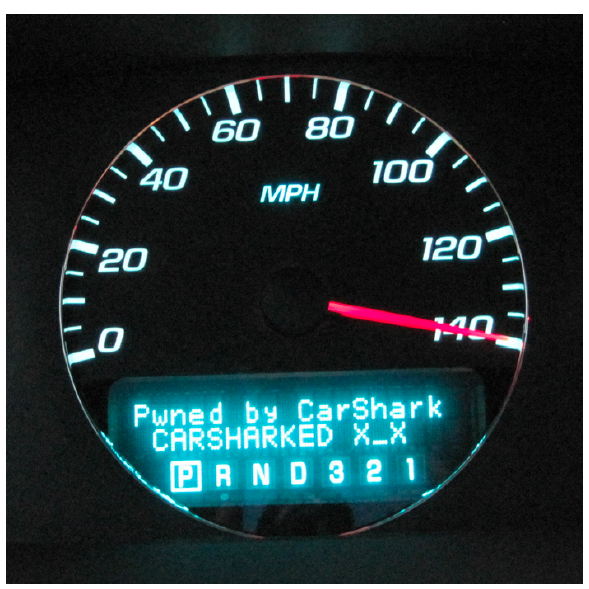 60 80
40 100
MPH
20 120
0 140
Pwned by CarShark
CARSHARKED X_X
P R N D 3 2 1